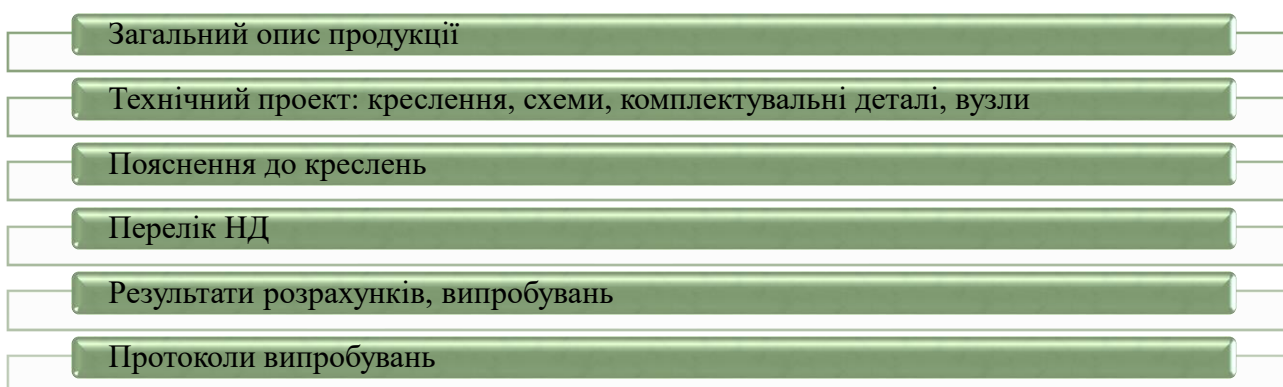 Загальний опис продукції
Технічний проект: креслення, схеми, комплектувальні деталі, вузли
Пояснення до креслень
Перелік НД
Результати розрахунків, випробувань
Протоколи випробувань